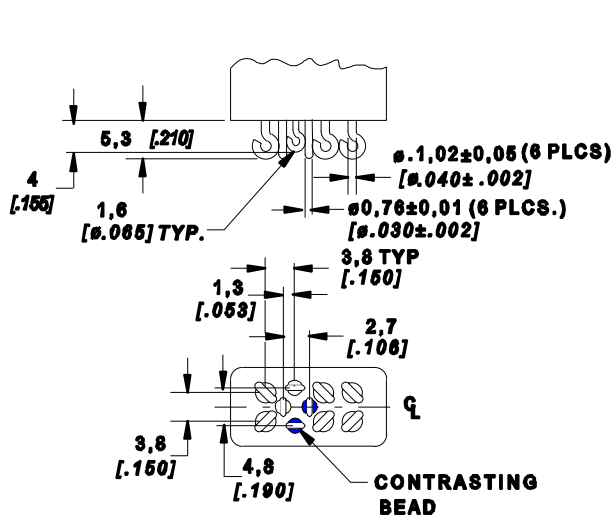 5,3 [.210]
4
[.155]
1,6
[ø.065] TYP.
ø.1,02±0,05 (6 PLCS)
[ø.040±.002]
ø0,76±0,01 (6 PLCS.)
[ø.030±.002]
3,8 TYP
[.150]
1,3
[.053]
2,7
[.106]
CL
3,8
[.150]
4,8
[.190]
CONTRASTING
BEAD